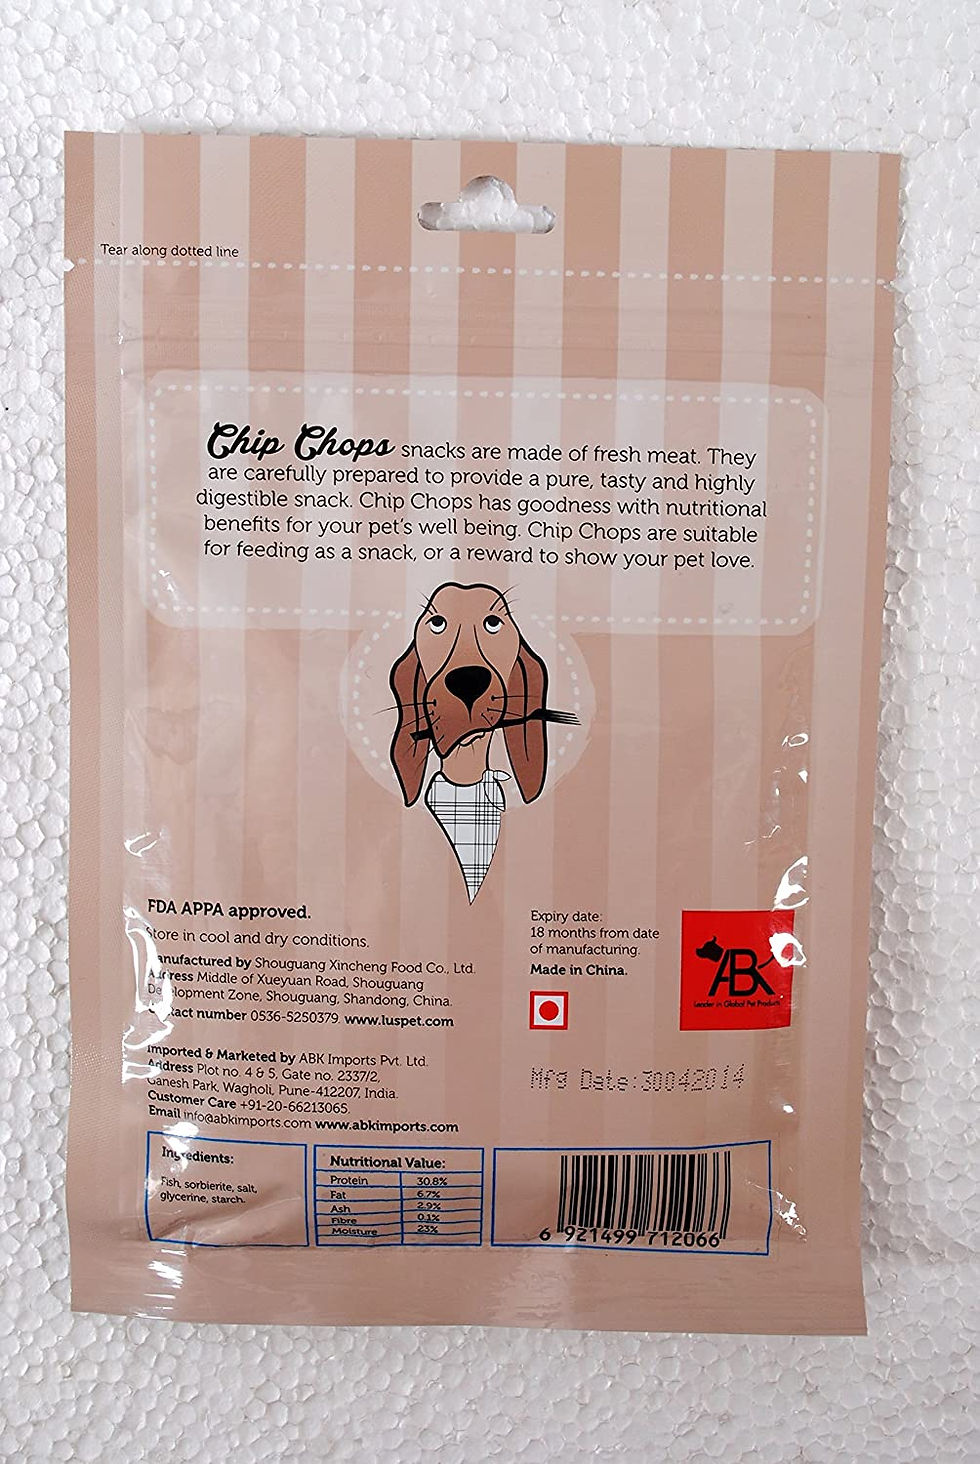 Tear along dotted line
Chip Chops snacks are made of fresh meat. They
are carefully prepared to provide a pure, tasty and highly
digestible snack. Chip Chops has goodness with nutritional
benefits for your pet's well being. Chip Chops are suitable
for feeding as a snack, or a reward to show your pet love.
FDA APPA approved.
Store in cool and dry conditions.
Manufactured by Shouguang Xincheng Food Co., Ltd.
Address Middle of Xueyuan Road, Shouguang
Development Zone, Shouguang, Shandong, China.
Contact number 0536-5250379. www.luspet.com
Imported & Marketed by ABK Imports Pvt. Ltd.
Address Plot no. 4 & 5, Gate no. 2337/2,
Ganesh Park, Wagholi, Pune-412207, India.
Customer Care +91-20-66213065.
Email info@abkimports.com www.abkimports.com
Expiry date:
18 months from date
of manufacturing.
Made in China.
ABK
Leader in Global Pet Products
Mfg Date:30042014
Ingredients:
Fish, sorbierite, salt,
glycerine, starch.
Nutritional Value:
Protein 30.8%
Fat 6.7%
Ash 2.9%
Fibre 0.1%
Moisture 23%
6 921499 712066